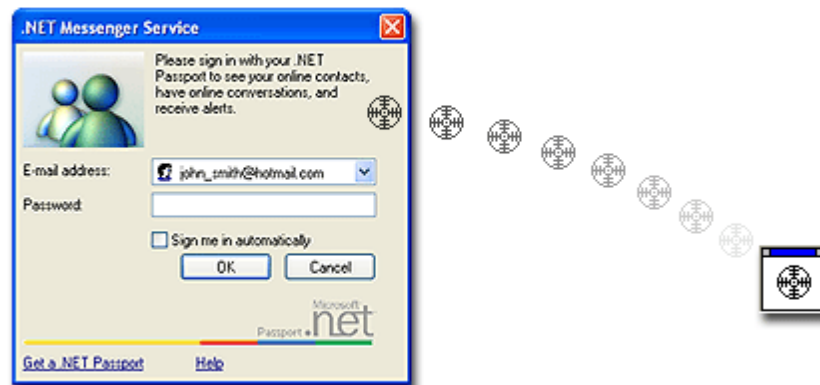 .NET Messenger Service
Please sign in with your .NET
Passport to see your online contacts,
have online conversations, and
receive alerts.
E-mail address:
john_smith@hotmail.com
Password:
Sign me in automatically
OK Cancel
Microsoft
Passport .net
Get a .NET Passport Help